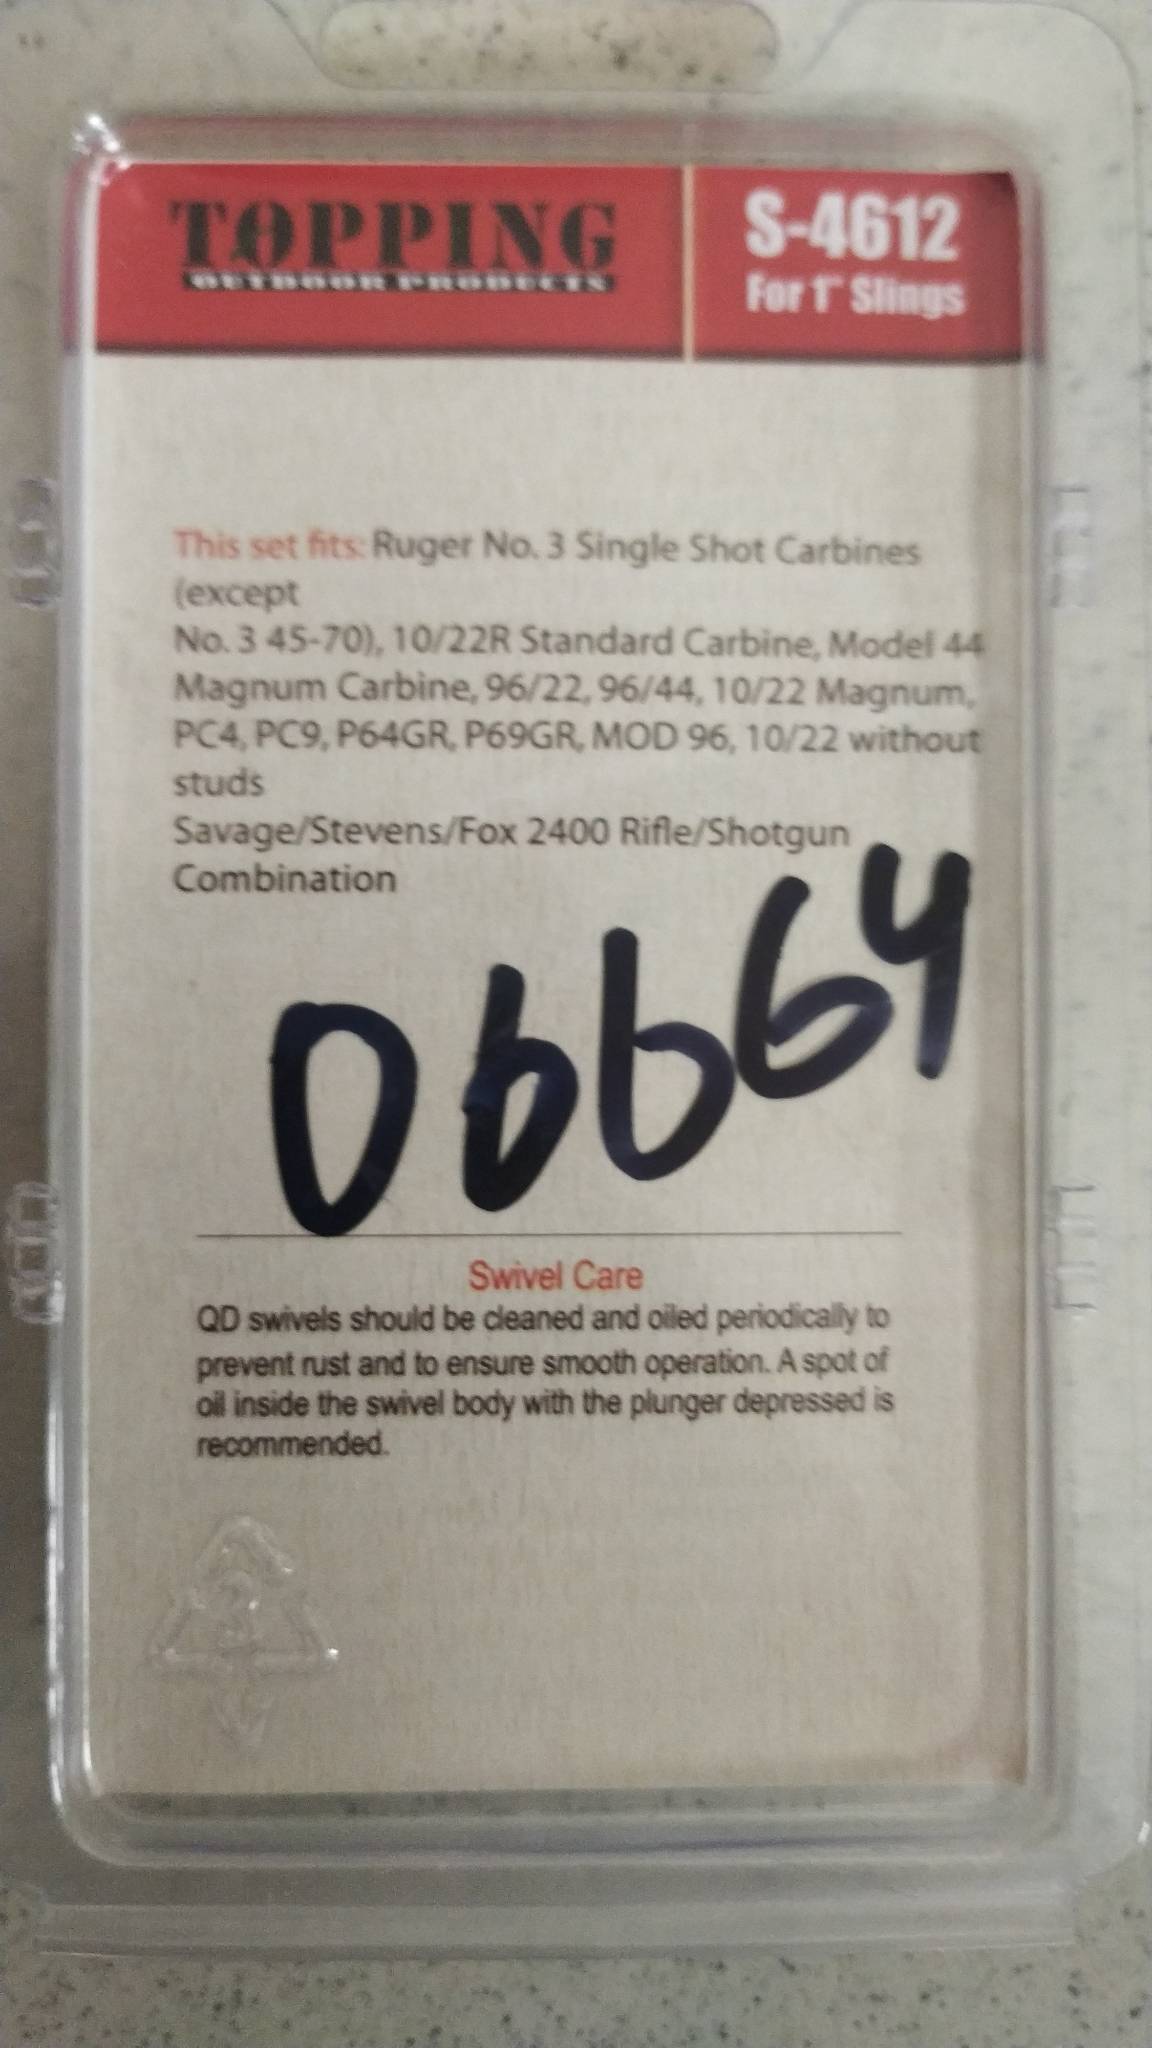 TOPPING
OUTDOOR PRODUCTS
S-4612
For 1" Slings
This set fits: Ruger No. 3 Single Shot Carbines
(except
No. 3 45-70), 10/22R Standard Carbine, Model 44
Magnum Carbine, 96/22, 96/44, 10/22 Magnum,
PC4, PC9, P64GR, P69GR, MOD 96, 10/22 without
studs
Savage/Stevens/Fox 2400 Rifle/Shotgun
Combination
06664
Swivel Care
QD swivels should be cleaned and oiled periodically to
prevent rust and to ensure smooth operation. A spot of
oil inside the swivel body with the plunger depressed is
recommended.